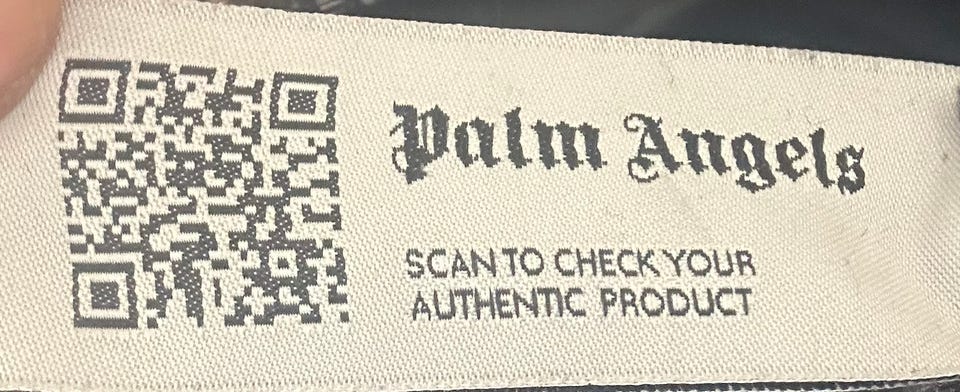 Palm Angels
SCAN TO CHECK YOUR
AUTHENTIC PRODUCT